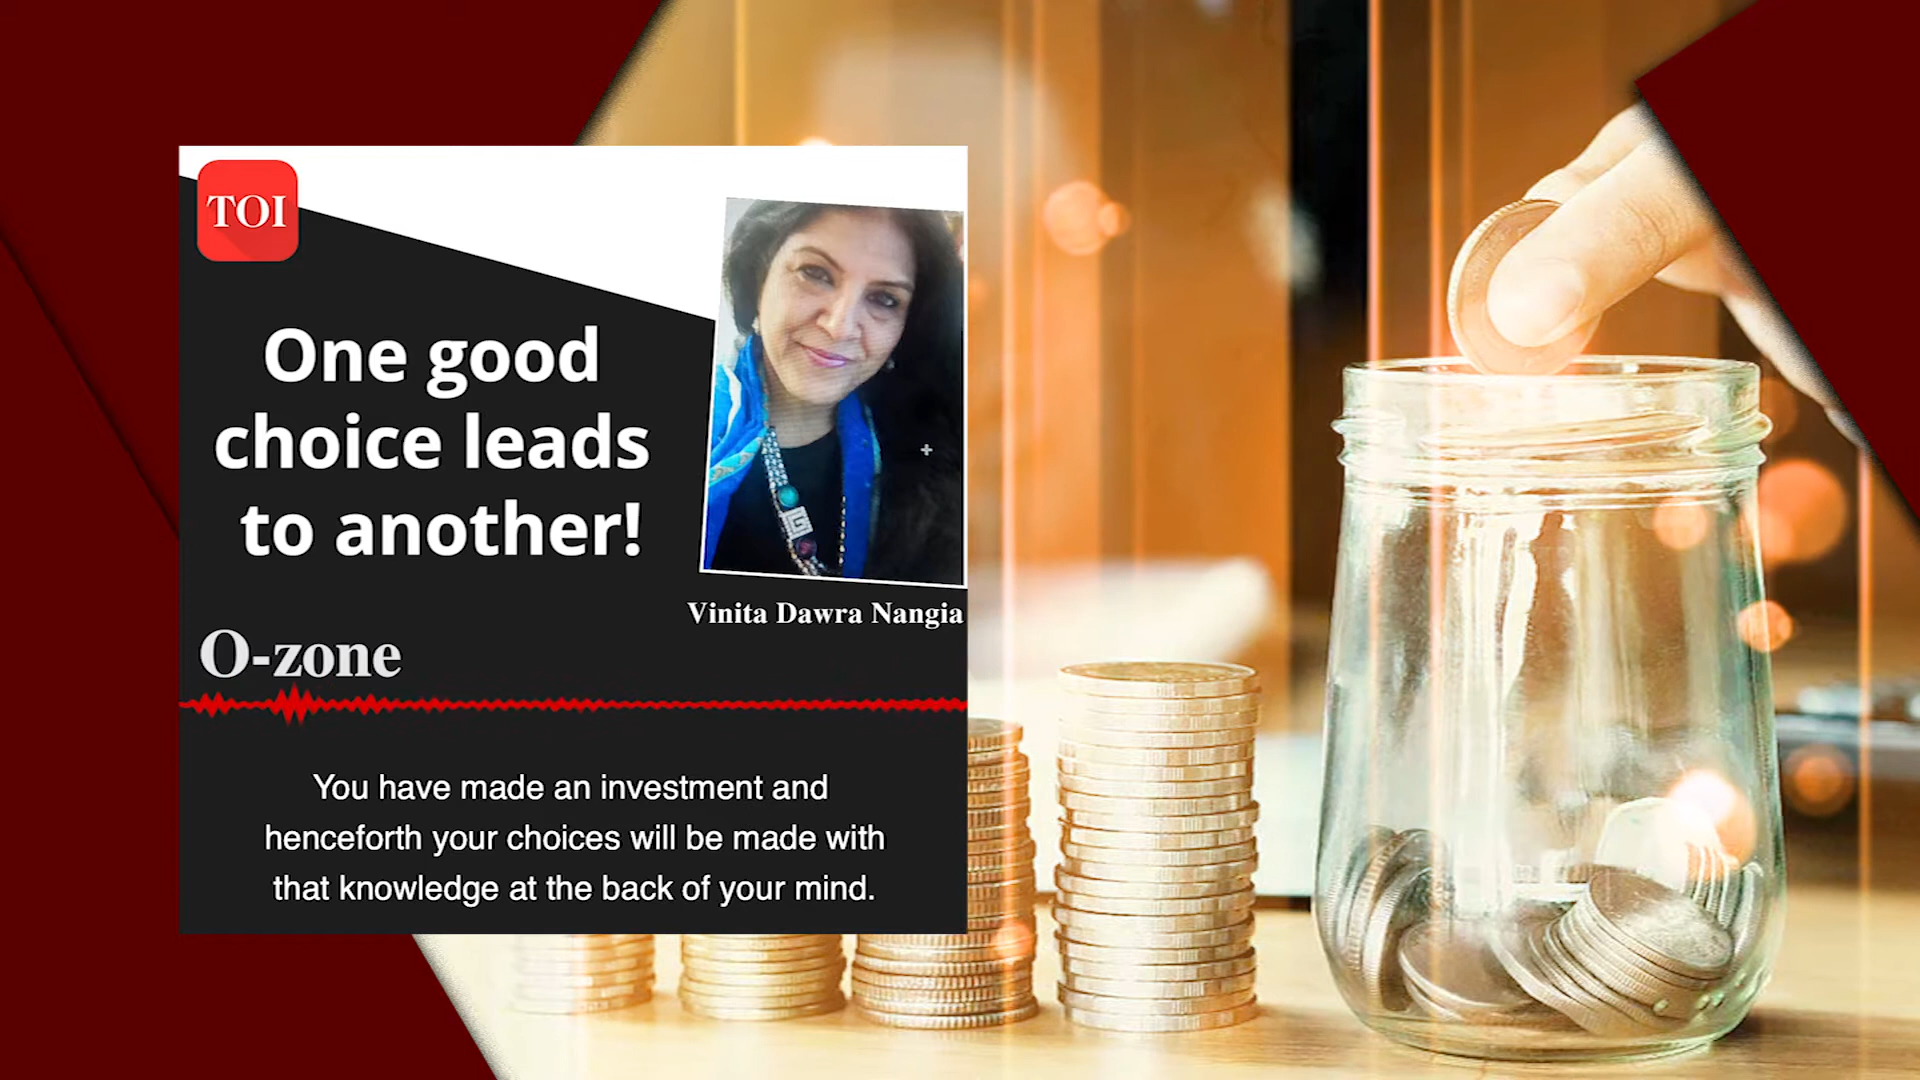 TOI
One good
choice leads
to another!
Vinita Dawra Nangia
O-zone
You have made an investment and
henceforth your choices will be made with
that knowledge at the back of your mind.